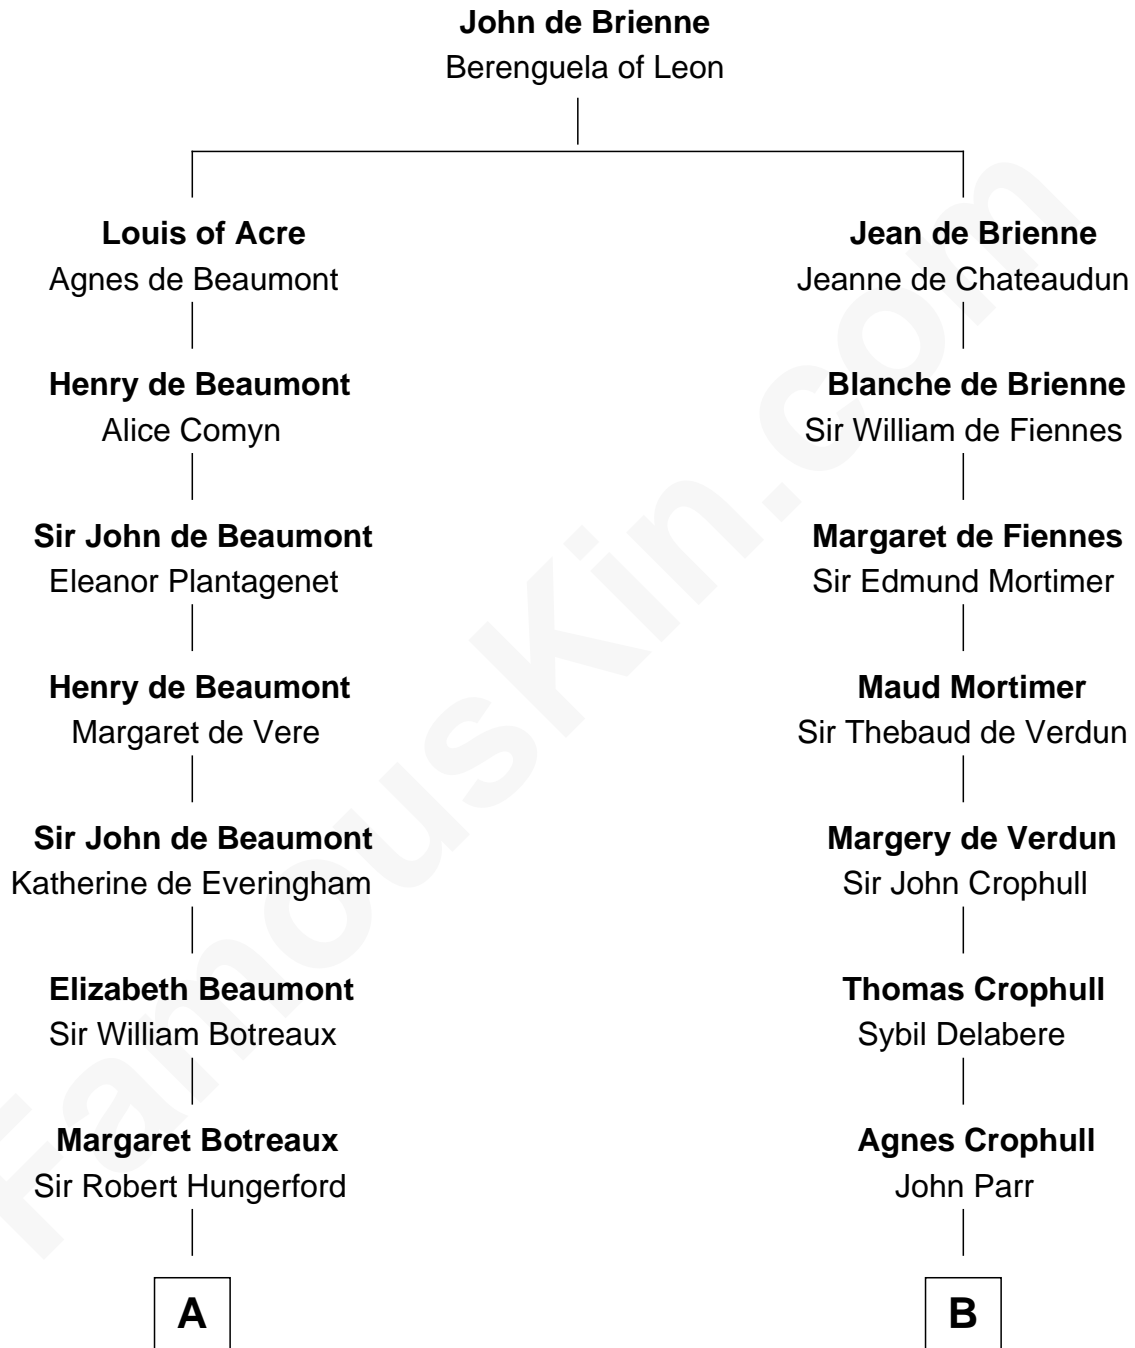 John de Brienne
Berenguela of Leon
Louis of Acre
Agnes de Beaumont
Jean de Brienne
Jeanne de Chateaudun
Henry de Beaumont
Alice Comyn
Blanche de Brienne
Sir William de Fiennes
Sir John de Beaumont
Eleanor Plantagenet
Margaret de Fiennes
Sir Edmund Mortimer
Henry de Beaumont
Margaret de Vere
Maud Mortimer
Sir Thebaud de Verdun
Sir John de Beaumont
Katherine de Everingham
Margery de Verdun
Sir John Crophull
Elizabeth Beaumont
Sir William Botreaux
Thomas Crophull
Sybil Delabere
Margaret Botreaux
Sir Robert Hungerford
Agnes Crophull
John Parr
A
B
FamousKin.com